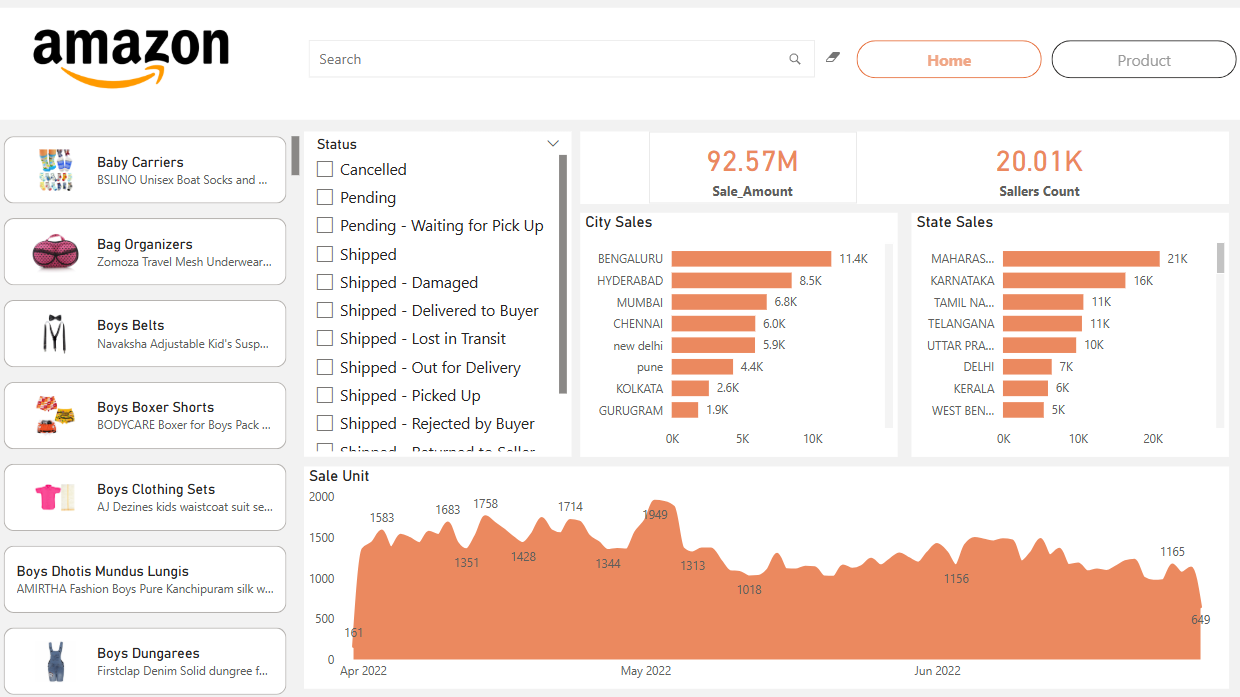 amazon
Search
Home
Product
Baby Carriers
BSLINO Unisex Boat Socks and ...
Bag Organizers
Zomoza Travel Mesh Underwear...
Boys Belts
Navaksha Adjustable Kid's Susp...
Boys Boxer Shorts
BODYCARE Boxer for Boys Pack ...
Boys Clothing Sets
AJ Dezines kids waistcoat suit se...
Boys Dhotis Mundus Lungis
AMIRTHA Fashion Boys Pure Kanchipuram silk w...
Boys Dungarees
Firstclap Denim Solid dungree f...
Status
Cancelled
Pending
Pending - Waiting for Pick Up
Shipped
Shipped - Damaged
Shipped - Delivered to Buyer
Shipped - Lost in Transit
Shipped - Out for Delivery
Shipped - Picked Up
Shipped - Rejected by Buyer
Shipped - Returned to Seller
92.57M
Sale_Amount
20.01K
Sallers Count
City Sales
BENGALURU 11.4K
HYDERABAD 8.5K
MUMBAI 6.8K
CHENNAI 6.0K
new delhi 5.9K
pune 4.4K
KOLKATA 2.6K
GURUGRAM 1.9K
0K 5K 10K
State Sales
MAHARAS... 21K
KARNATAKA 16K
TAMIL NA... 11K
TELANGANA 11K
UTTAR PRA... 10K
DELHI 7K
KERALA 6K
WEST BEN... 5K
0K 10K 20K
Sale Unit
2000
1500
1000
500
0
161
1583
1683
1351
1758
1428
1714
1344
1949
1313
1018
1156
1165
649
Apr 2022 May 2022 Jun 2022